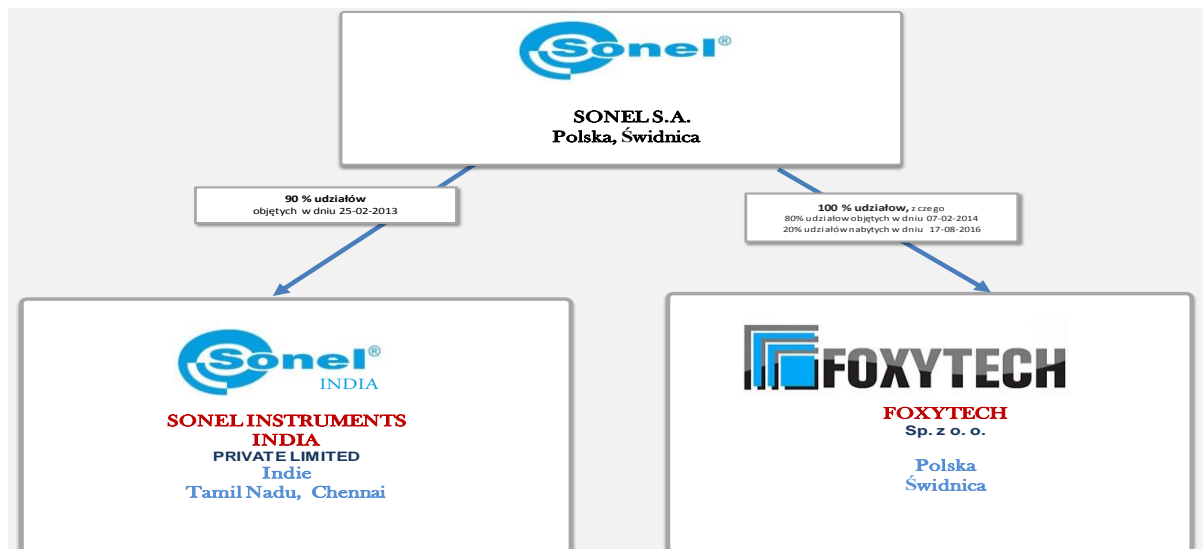 Sonel®
SONEL S.A.
Polska, Świdnica
90 % udziałów
objętych w dniu 25-02-2013
100 % udziałow, z czego
80% udziałow objętych w dniu 07-02-2014
20% udziałów nabytych w dniu 17-08-2016
Sonel®
INDIA
SONEL INSTRUMENTS
INDIA
PRIVATE LIMITED
Indie
Tamil Nadu, Chennai
FOXYTECH
FOXYTECH
Sp. z o. o.
Polska
Świdnica